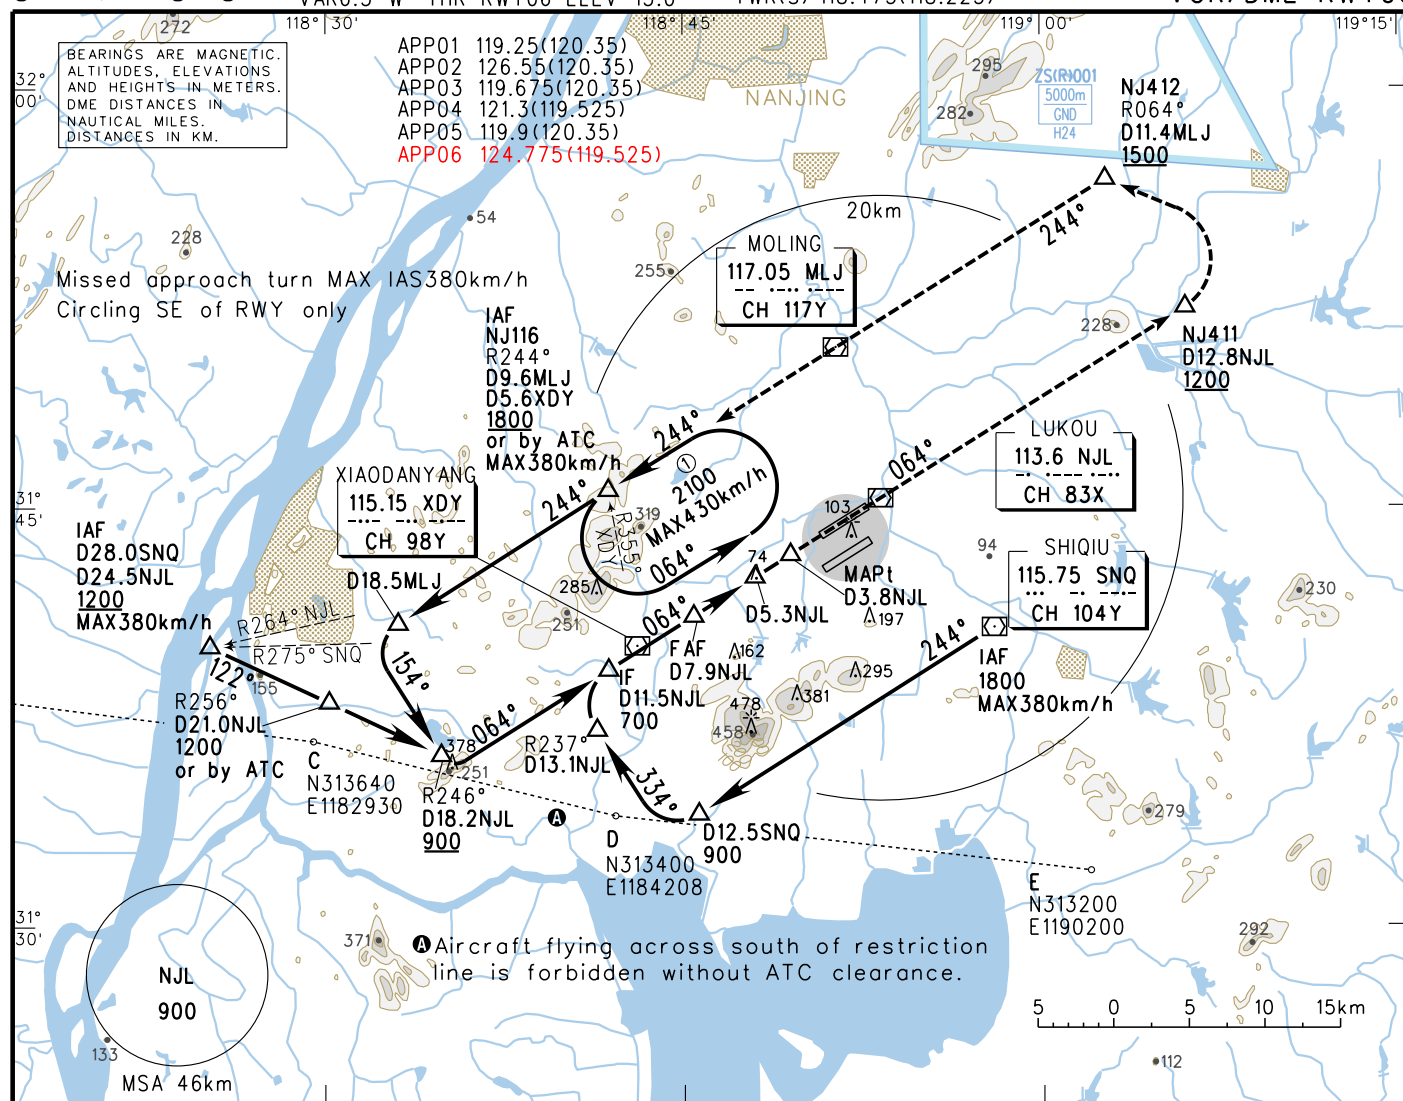 118° 30'
118° 45'
119° 00'
119° 15'
BEARINGS ARE MAGNETIC.
ALTITUDES, ELEVATIONS
AND HEIGHTS IN METERS.
DME DISTANCES IN
NAUTICAL MILES.
DISTANCES IN KM.
APP01 119.25(120.35)
APP02 126.55(120.35)
APP03 119.675(120.35)
APP04 121.3(119.525)
APP05 119.9(120.35)
APP06 124.775(119.525)
272
32°
00'
NANJING
295
282
ZS(R)001
5000m
GND
H24
NJ412
R064°
D11.4MLJ
1500
54
228
20km
244°
255
MOLING
117.05 MLJ
CH 117Y
Missed approach turn MAX IAS380km/h
Circling SE of RWY only
228
NJ411
D12.8NJL
1200
IAF
NJ116
R244°
D9.6MLJ
D5.6XDY
1800
or by ATC
MAX380km/h
244°
1
2100
MAX430km/h
064°
R355°
XDY
319
285
251
LUKOU
113.6 NJL
CH 83X
064°
XIAODANYANG
115.15 XDY
CH 98Y
244°
31°
45'
103
94
SHIQIU
115.75 SNQ
CH 104Y
230
IAF
D28.0SNQ
D24.5NJL
1200
MAX380km/h
R264° NJL
R275° SNQ
D18.5MLJ
74
MAPt
D3.8NJL
D5.3NJL
197
064°
FAF
D7.9NJL
162
244°
IAF
1800
MAX380km/h
122°
155
154°
R256°
D21.0NJL
1200
or by ATC
IF
D11.5NJL
700
295
381
478
458
064°
378
251
R237°
D13.1NJL
334°
C
N313640
E1182930
R246°
D18.2NJL
900
A
D
N313400
E1184208
D12.5SNQ
900
279
E
N313200
E1190200
31°
30'
371
292
A Aircraft flying across south of restriction
line is forbidden without ATC clearance.
NJL
900
133
MSA 46km
5 0 5 10 15km
112